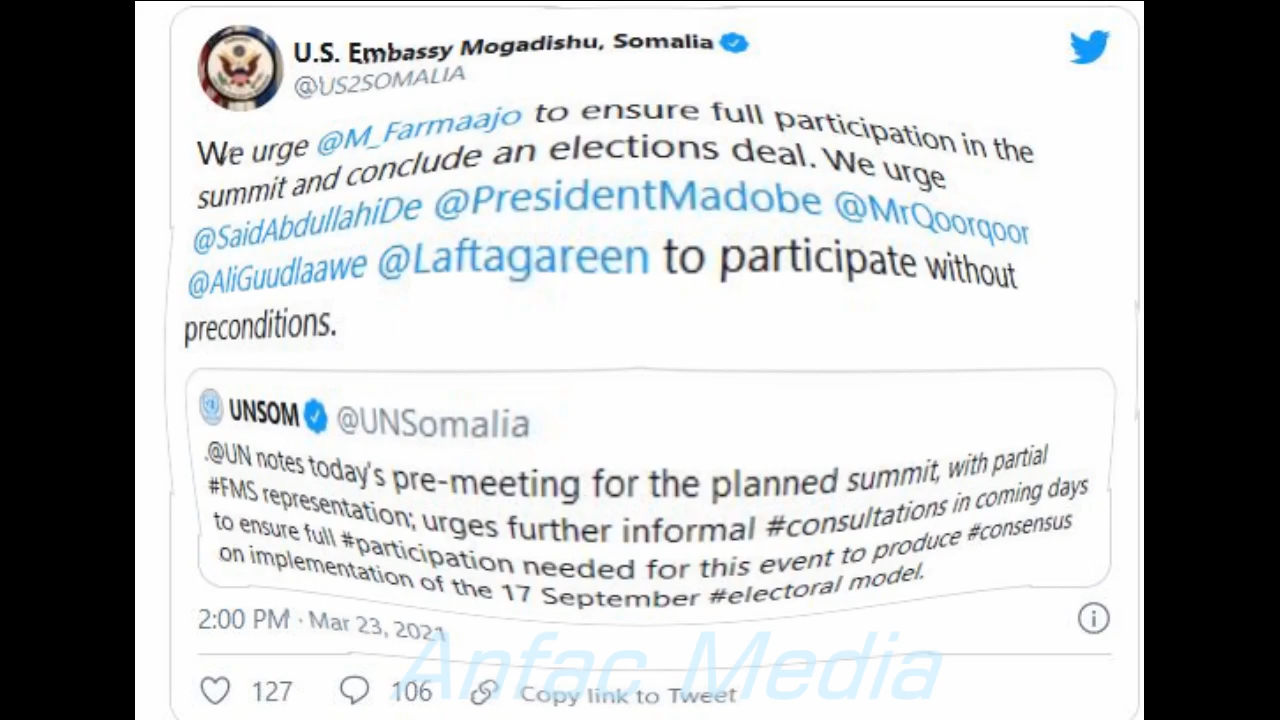 U.S. Embassy Mogadishu, Somalia
@US2SOMALIA
We urge @M_Farmaajo to ensure full participation in the
summit and conclude an elections deal. We urge
@SaidAbdullahiDe @PresidentMadobe @MrQoorqoor
@AliGuudlaawe @Laftagareen to participate without
preconditions.
UNSOM @UNSomalia
.@UN notes today's pre-meeting for the planned summit, with partial
#FMS representation; urges further informal #consultations in coming days
to ensure full #participation needed for this event to produce #consensus
on implementation of the 17 September #electoral model.
2:00 PM · Mar 23, 2021
127 106 Copy link to Tweet
Anfac Media